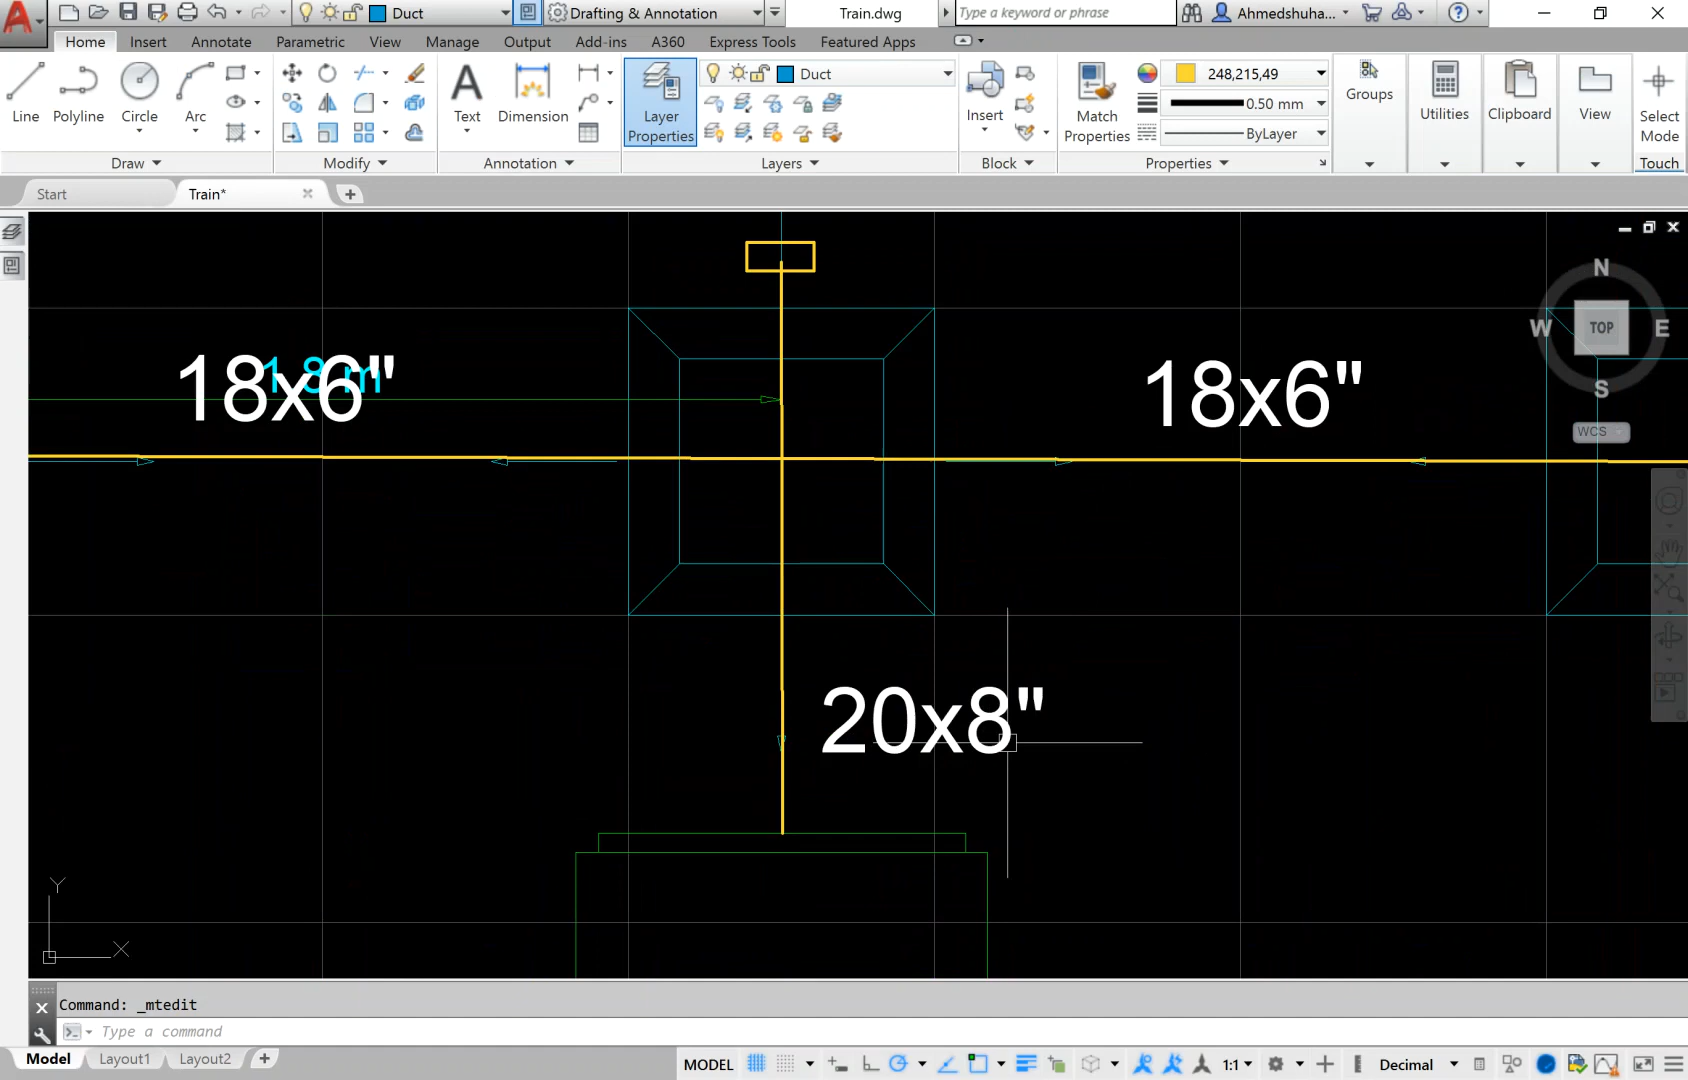 Duct
Drafting & Annotation
Train.dwg
Type a keyword or phrase
Ahmedshuha...
Home Insert Annotate Parametric View Manage Output Add-ins A360 Express Tools Featured Apps
Duct
248,215,49
0.50 mm
ByLayer
Line Polyline Circle Arc
Text Dimension
Layer
Properties
Insert
Match
Properties
Groups
Utilities
Clipboard
View
Select
Mode
Draw Modify Annotation Layers Block Properties Touch
Start Train*
N
W TOP E
S
WCS
18x6"
1.8 m
18x6"
20x8"
Y
X
Command: _mtedit
Type a command
Model Layout1 Layout2
MODEL 1:1 Decimal